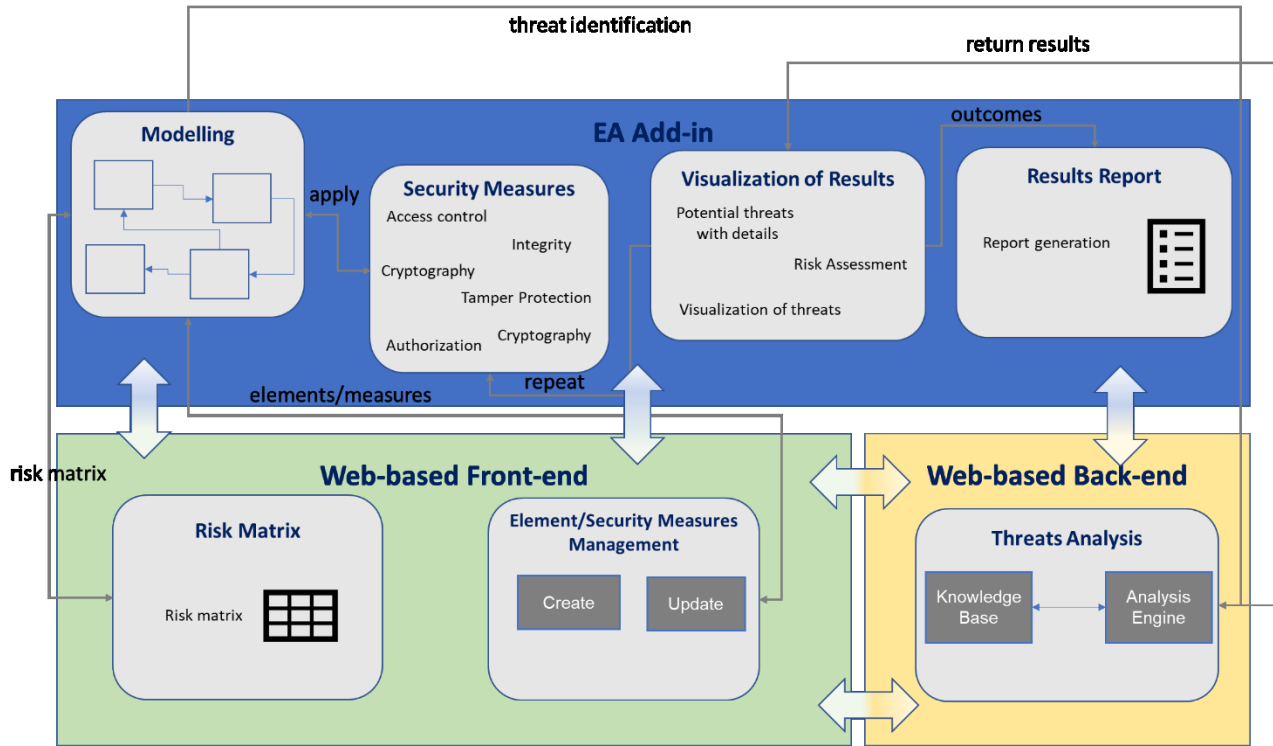 threat identification
return results
EA Add-in
outcomes
Modelling
apply
Security Measures
Access control
Integrity
Cryptography
Tamper Protection
Cryptography
Authorization
Visualization of Results
Potential threats
with details
Risk Assessment
Visualization of threats
Results Report
Report generation
repeat
elements/measures
risk matrix
Web-based Front-end
Risk Matrix
Risk matrix
Element/Security Measures
Management
Create
Update
Web-based Back-end
Threats Analysis
Knowledge
Base
Analysis
Engine